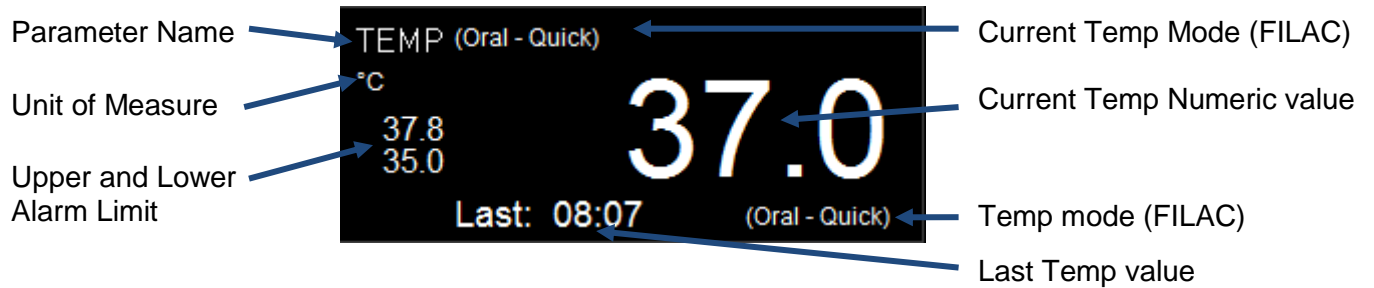 Parameter Name
Unit of Measure
Upper and Lower
Alarm Limit
TEMP (Oral - Quick)
°C
37.8
35.0
37.0
Last: 08:07
(Oral - Quick)
Current Temp Mode (FILAC)
Current Temp Numeric value
Temp mode (FILAC)
Last Temp value